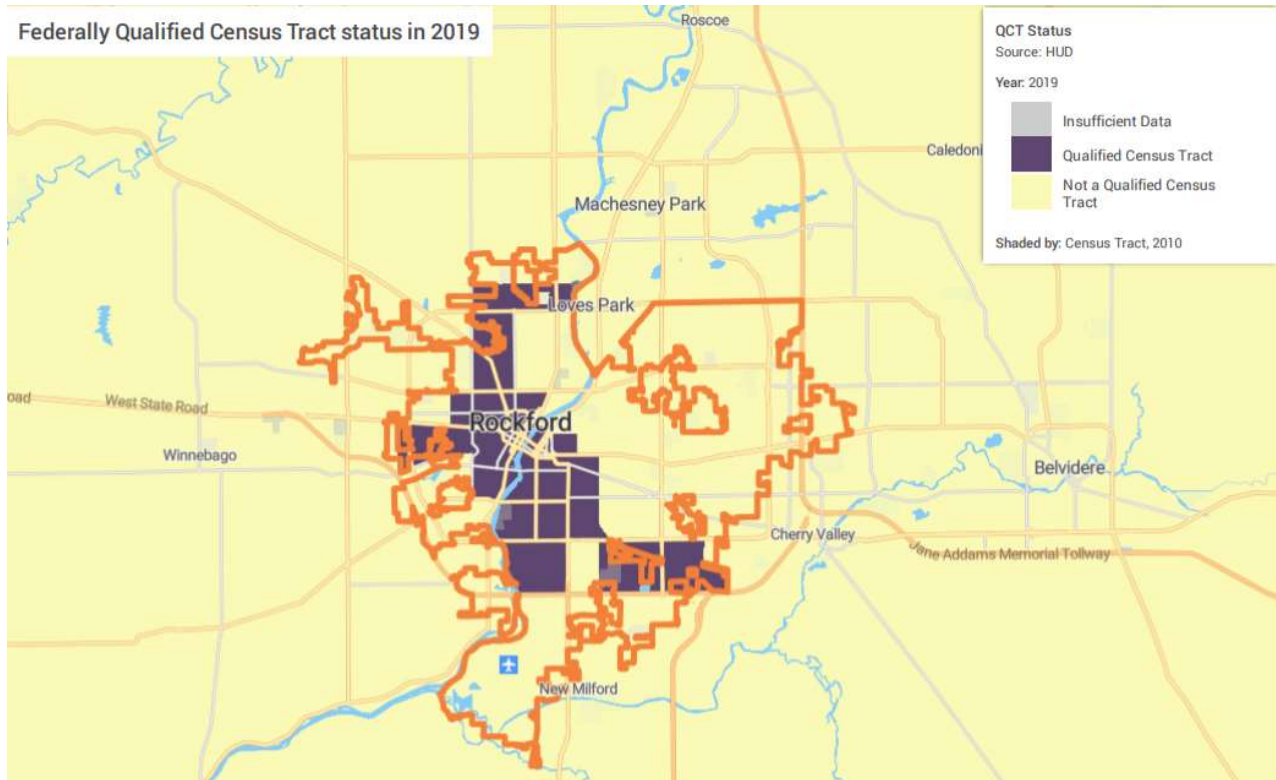 Federally Qualified Census Tract status in 2019
QCT Status
Source: HUD
Year: 2019
Insufficient Data
Qualified Census Tract
Not a Qualified Census
Tract
Shaded by: Census Tract, 2010
Roscoe
Caledoni
Machesney Park
Loves Park
oad
West State Road
Rockford
Winnebago
Belvidere
Cherry Valley
Jane Addams Memorial Tollway
New Milford